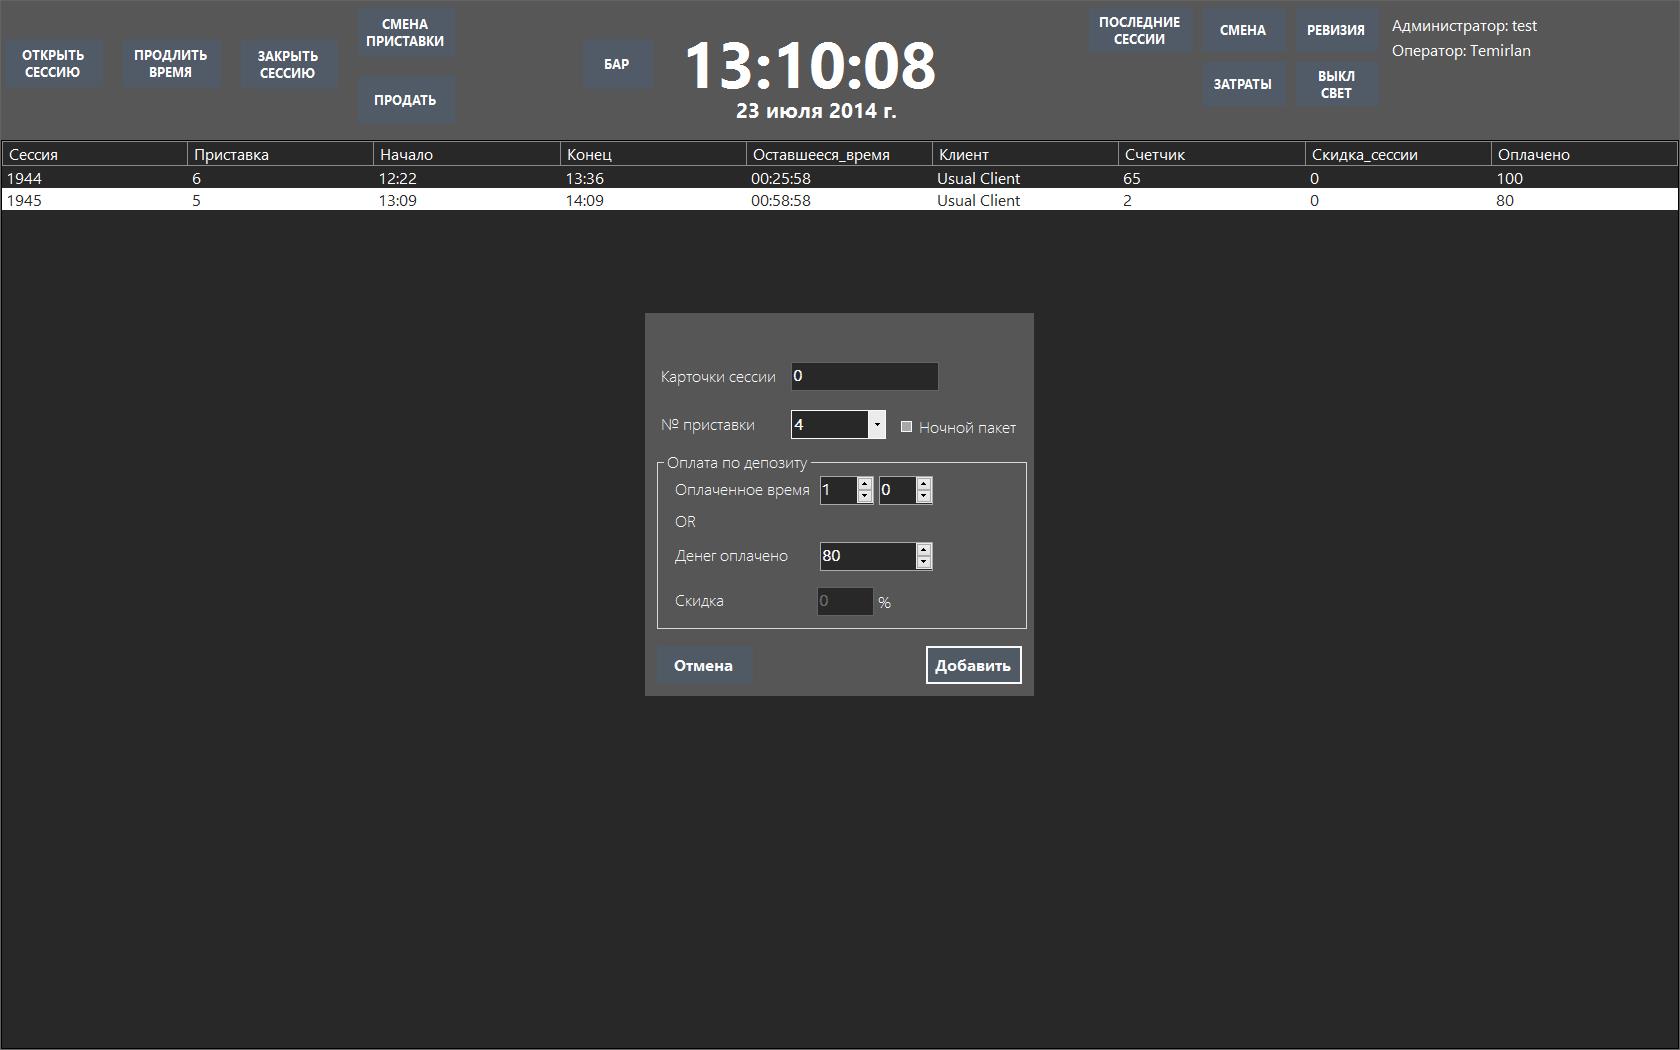 ОТКРЫТЬ
СЕССИЮ
ПРОДЛИТЬ
ВРЕМЯ
ЗАКРЫТЬ
СЕССИЮ
СМЕНА
ПРИСТАВКИ
ПРОДАТЬ
БАР
13:10:08
23 июля 2014 г.
ПОСЛЕДНИЕ
СЕССИИ
СМЕНА
РЕВИЗИЯ
ЗАТРАТЫ
ВЫКЛ
СВЕТ
Администратор: test
Оператор: Temirlan
Сессия Приставка Начало Конец Оставшееся_время Клиент Счетчик Скидка_сессии Оплачено
1944 6 12:22 13:36 00:25:58 Usual Client 65 0 100
1945 5 13:09 14:09 00:58:58 Usual Client 2 0 80
Карточки сессии 0
№ приставки 4 Ночной пакет
Оплата по депозиту
Оплаченное время 1 0
OR
Денег оплачено 80
Скидка 0 %
Отмена Добавить